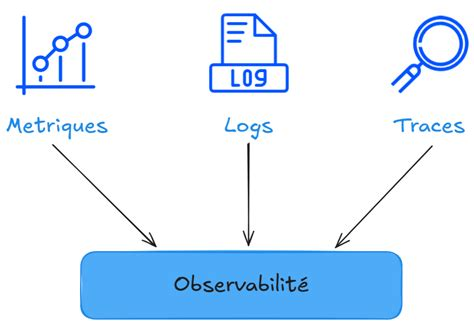 LOG
Metriques
Logs
Traces
Observabilité